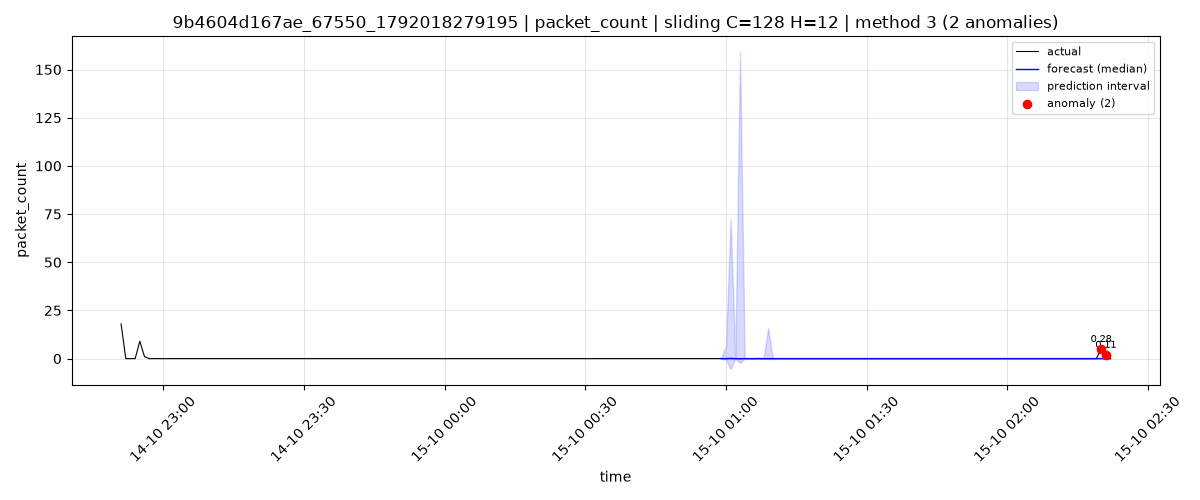 9b4604d167ae_67550_1792018279195 | packet_count | sliding C=128 H=12 | method 3 (2 anomalies)
actual
forecast (median)
prediction interval
anomaly (2)
packet_count
150
125
100
75
50
25
0
0.28
0.11
14-10 23:00
14-10 23:30
15-10 00:00
15-10 00:30
15-10 01:00
15-10 01:30
15-10 02:00
15-10 02:30
time